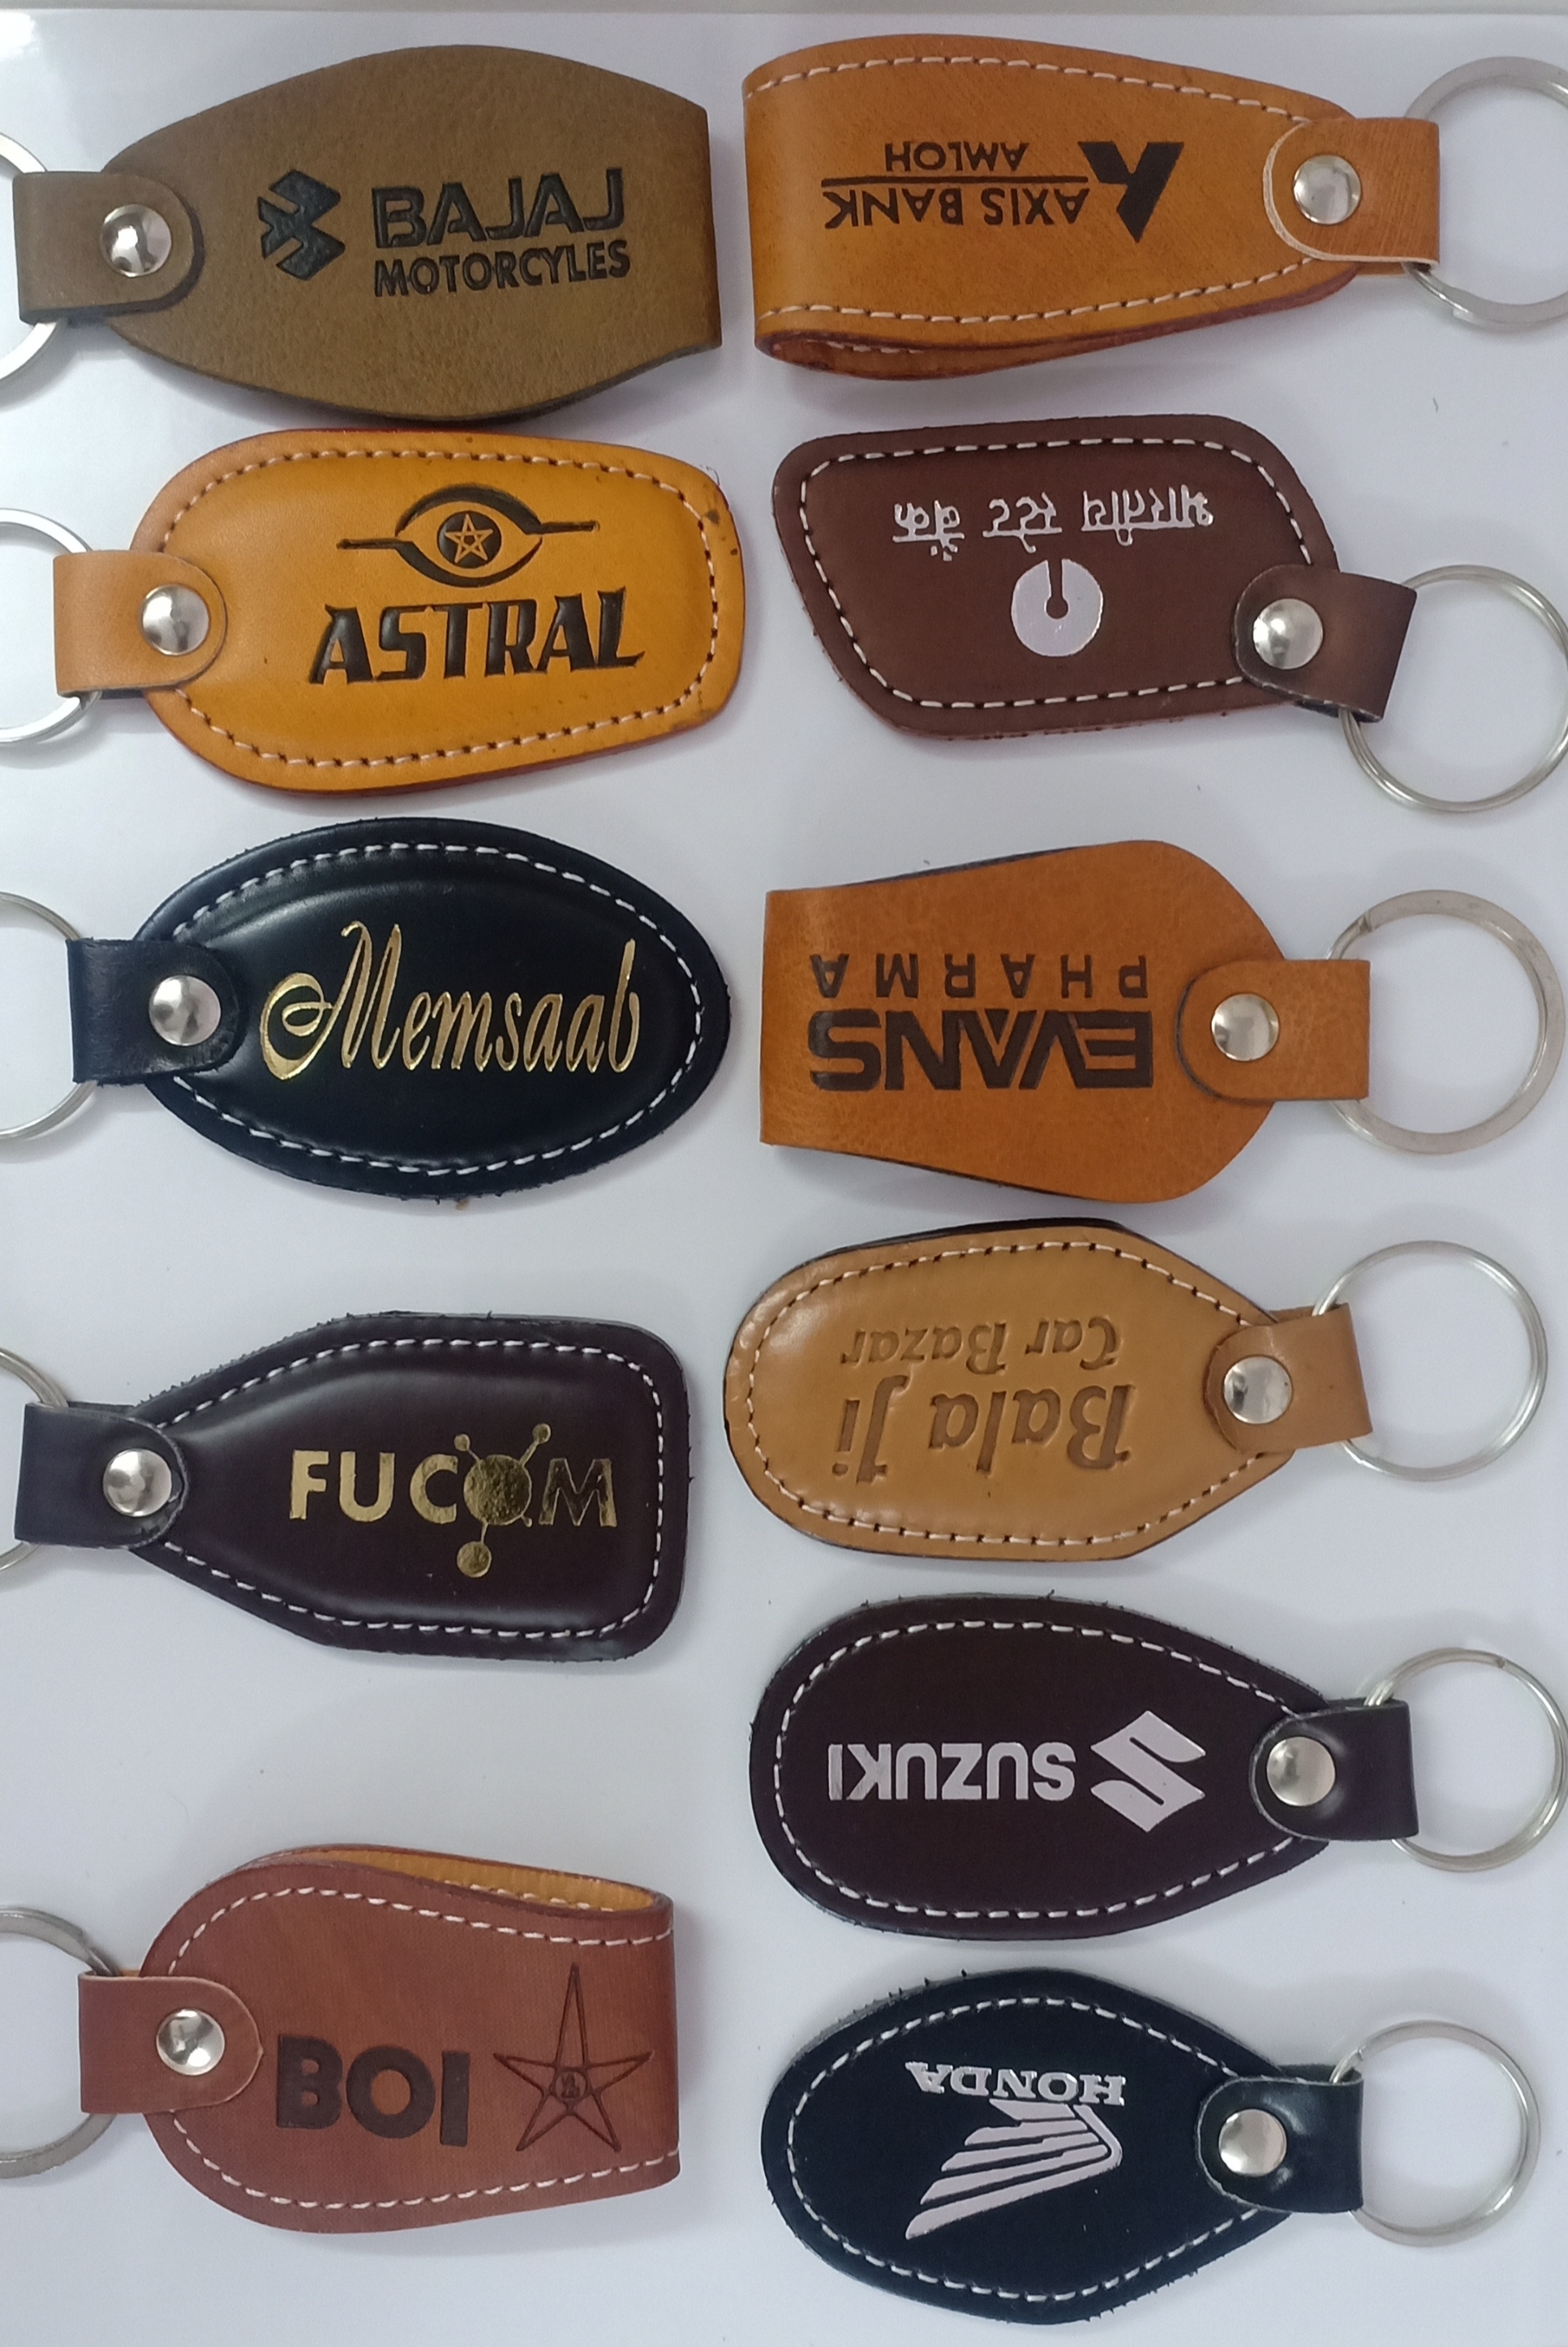 BAJAJ
MOTORCYLES
ASTRAL
Memsaab
FUCOM
BOI
AXIS BANK
AMLOH
भारतीय स्टेट बैंक
EVANS
PHARMA
Bala Ji
Car Bazar
SUZUKI
HONDA